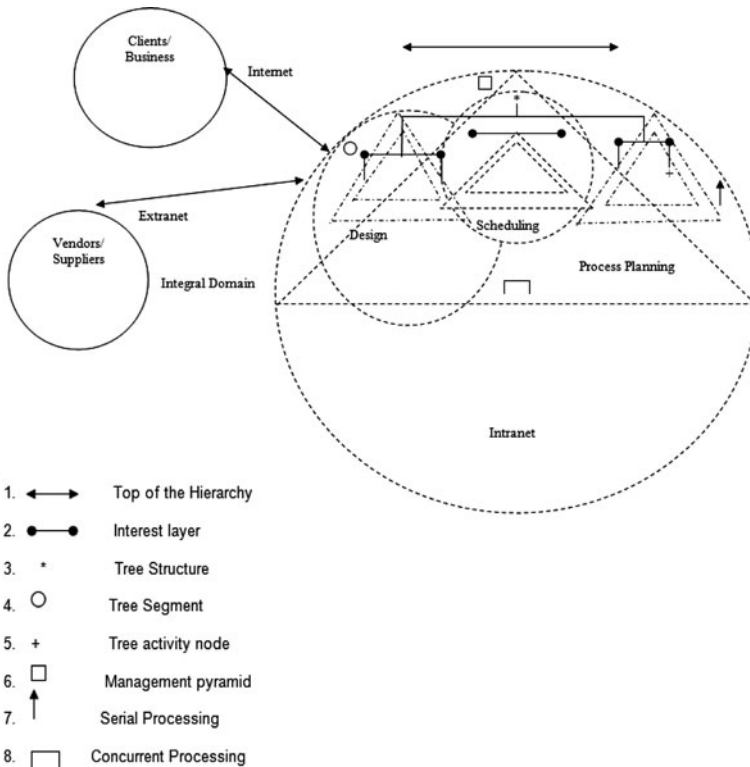 Clients/
Business
Internet
Extranet
Vendors/
Suppliers
Integral Domain
*
Design
Scheduling
+
Process Planning
Intranet
1. Top of the Hierarchy
2. Interest layer
3. * Tree Structure
4. Tree Segment
5. + Tree activity node
6. Management pyramid
7. Serial Processing
8. Concurrent Processing